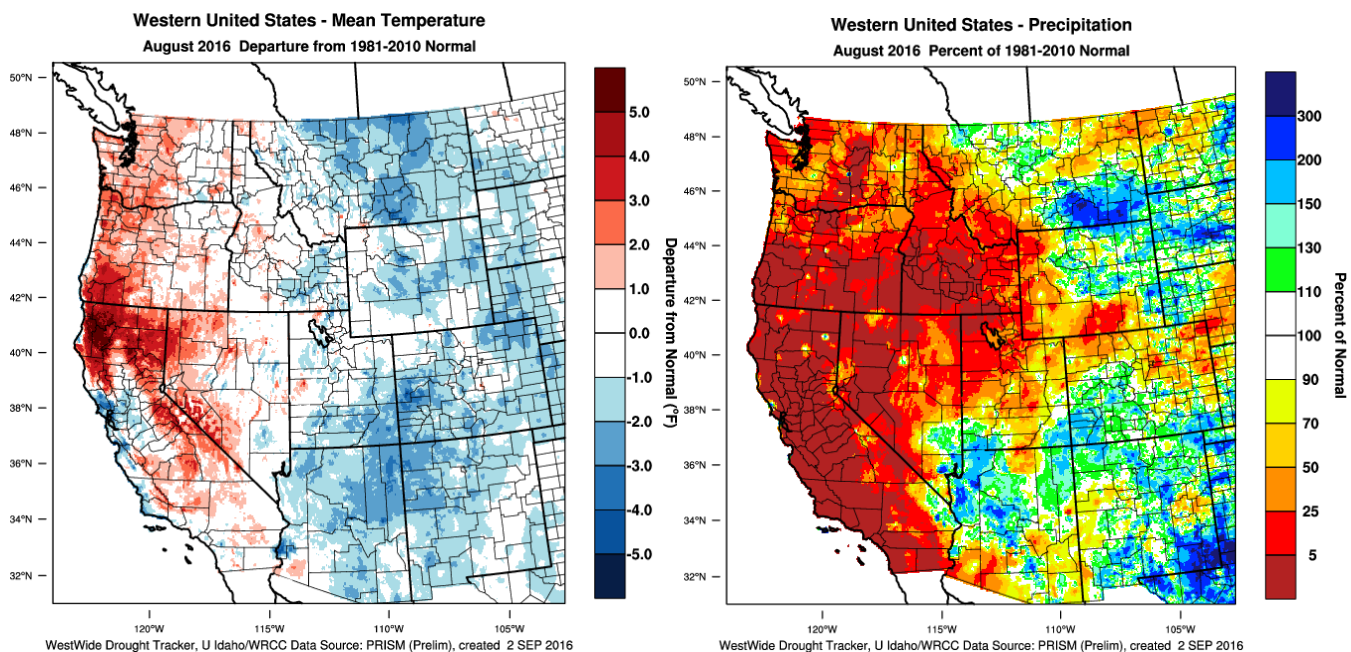 Western United States - Mean Temperature
August 2016 Departure from 1981-2010 Normal
50°N
48°N
46°N
44°N
42°N
40°N
38°N
36°N
34°N
32°N
120°W
115°W
110°W
105°W
5.0
4.0
3.0
2.0
1.0
0.0
-1.0
-2.0
-3.0
-4.0
-5.0
Departure from Normal (°F)
WestWide Drought Tracker, U Idaho/WRCC Data Source: PRISM (Prelim), created 2 SEP 2016
Western United States - Precipitation
August 2016 Percent of 1981-2010 Normal
50°N
48°N
46°N
44°N
42°N
40°N
38°N
36°N
34°N
32°N
120°W
115°W
110°W
105°W
300
200
150
130
110
100
90
70
50
25
5
Percent of Normal
WestWide Drought Tracker, U Idaho/WRCC Data Source: PRISM (Prelim), created 2 SEP 2016